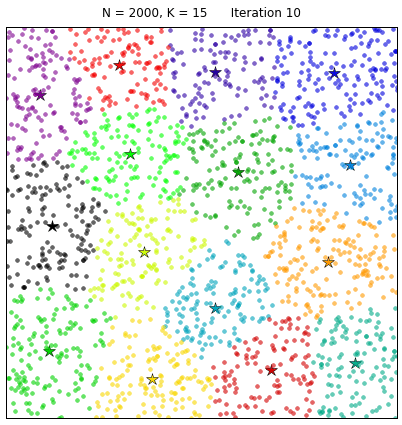 N = 2000, K = 15      Iteration 10